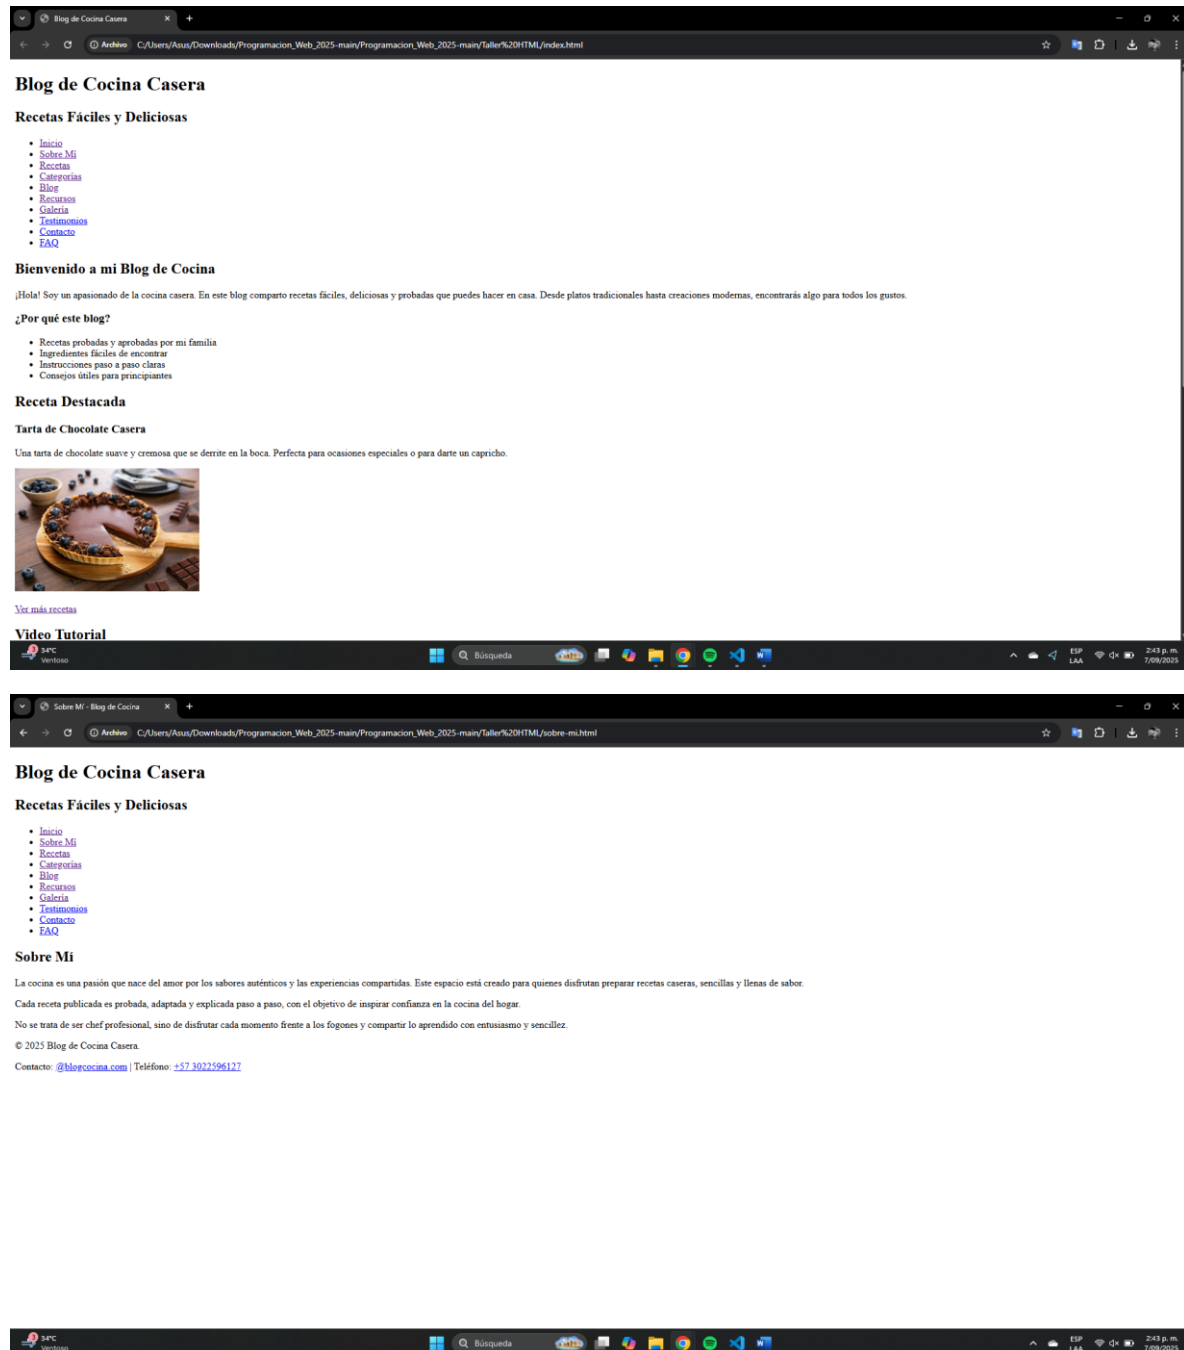 Blog de Cocina Casera
Archivo C:/Users/Asus/Downloads/Programacion_Web_2025-main/Programacion_Web_2025-main/Taller%20HTML/index.html
Blog de Cocina Casera
Recetas Fáciles y Deliciosas
Inicio
Sobre Mí
Recetas
Categorías
Blog
Recursos
Galería
Testimonios
Contacto
FAQ
Bienvenido a mi Blog de Cocina
¡Hola! Soy un apasionado de la cocina casera. En este blog comparto recetas fáciles, deliciosas y probadas que puedes hacer en casa. Desde platos tradicionales hasta creaciones modernas, encontrarás algo para todos los gustos.
¿Por qué este blog?
Recetas probadas y aprobadas por mi familia
Ingredientes fáciles de encontrar
Instrucciones paso a paso claras
Consejos útiles para principiantes
Receta Destacada
Tarta de Chocolate Casera
Una tarta de chocolate suave y cremosa que se derrite en la boca. Perfecta para ocasiones especiales o para darte un capricho.
Ver más recetas
Video Tutorial
3 34°C Ventoso Búsqueda ESP LAA 2:43 p. m. 7/09/2025
Sobre Mí - Blog de Cocina
Archivo C:/Users/Asus/Downloads/Programacion_Web_2025-main/Programacion_Web_2025-main/Taller%20HTML/sobre-mi.html
Blog de Cocina Casera
Recetas Fáciles y Deliciosas
Inicio
Sobre Mí
Recetas
Categorías
Blog
Recursos
Galería
Testimonios
Contacto
FAQ
Sobre Mí
La cocina es una pasión que nace del amor por los sabores auténticos y las experiencias compartidas. Este espacio está creado para quienes disfrutan preparar recetas caseras, sencillas y llenas de sabor.
Cada receta publicada es probada, adaptada y explicada paso a paso, con el objetivo de inspirar confianza en la cocina del hogar.
No se trata de ser chef profesional, sino de disfrutar cada momento frente a los fogones y compartir lo aprendido con entusiasmo y sencillez.
© 2025 Blog de Cocina Casera.
Contacto: @blogcocina.com | Teléfono: +57 3022596127
3 34°C Ventoso Búsqueda ESP LAA 2:43 p. m. 7/09/2025